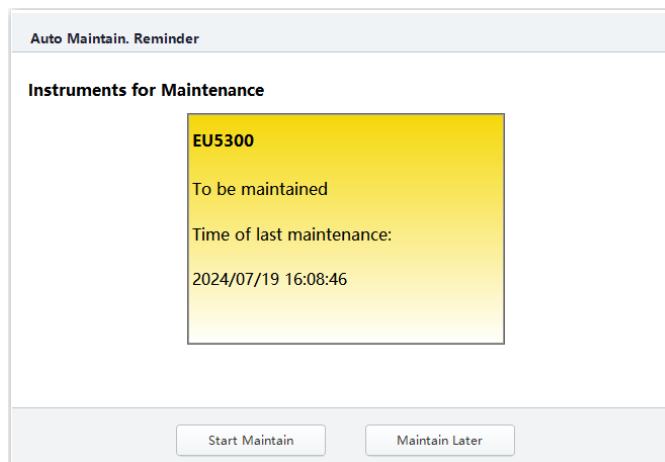 Auto Maintain. Reminder
Instruments for Maintenance
EU5300
To be maintained
Time of last maintenance:
2024/07/19 16:08:46
Start Maintain
Maintain Later